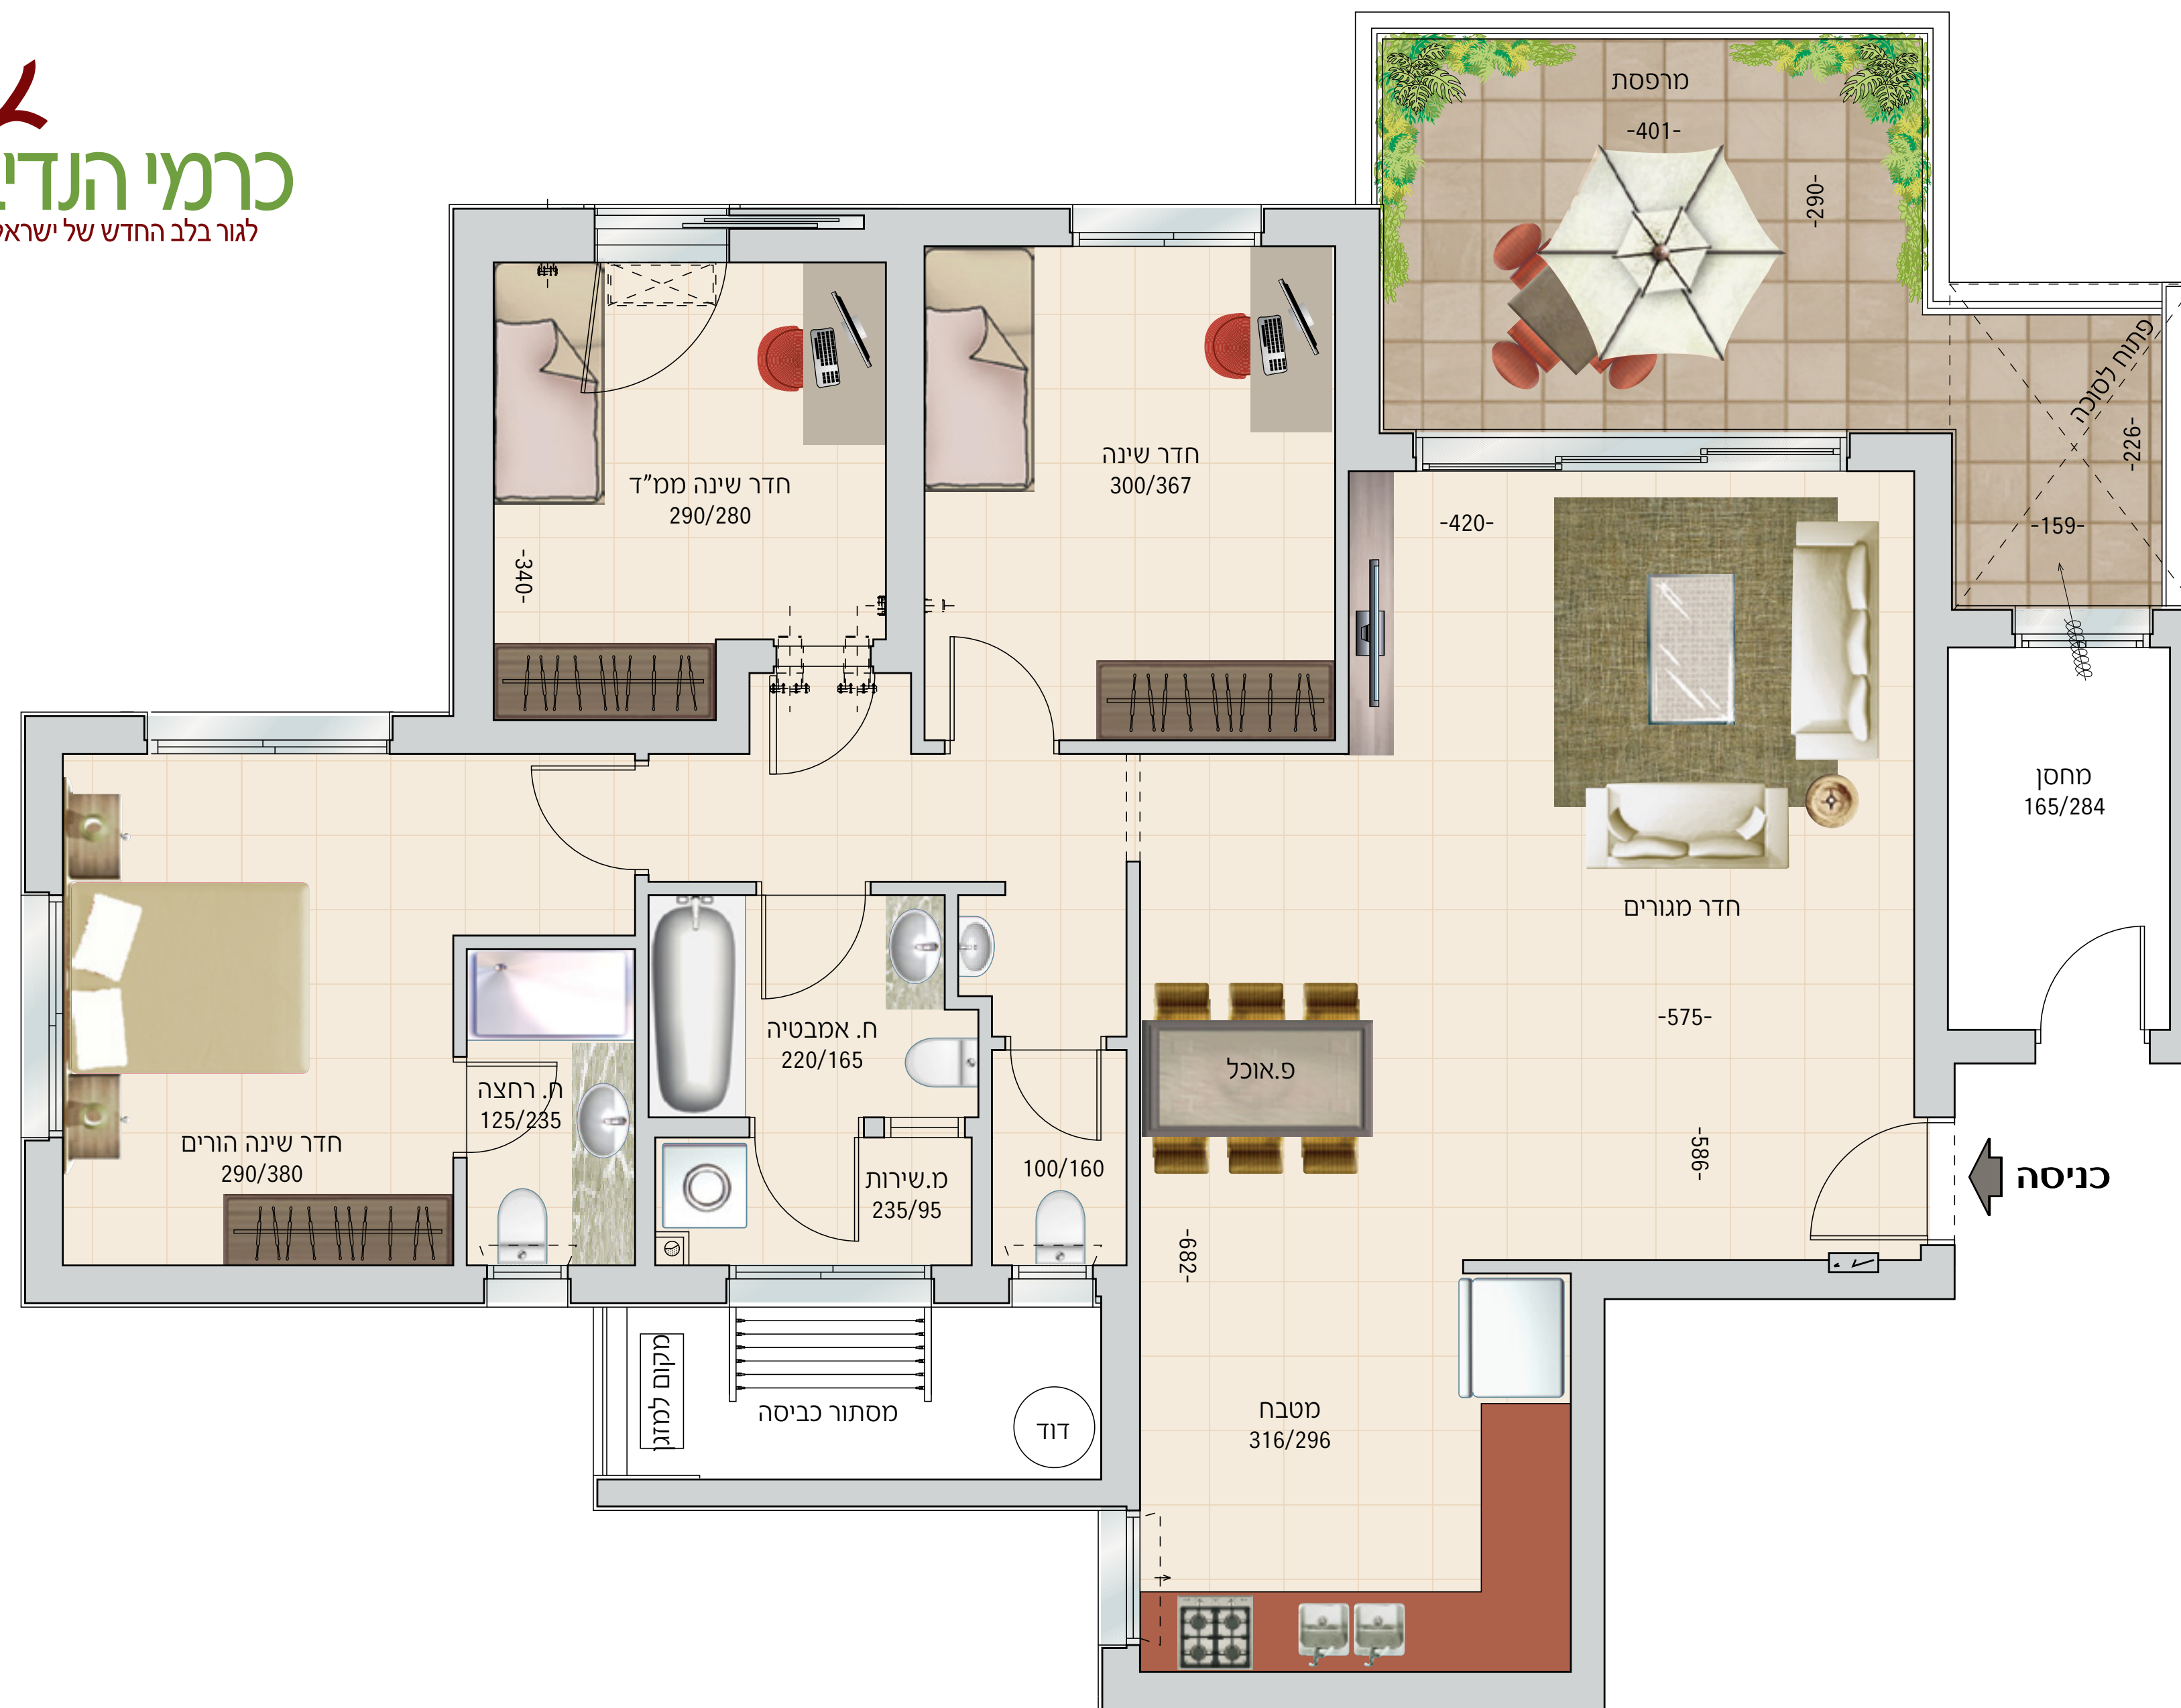 כרמי הנדי
לגור בלב החדש של ישראל
מרפסת
-401-
-290-
פתוח לסוכה
-226-
-159-
חדר שינה ממ"ד
290/280
-340-
חדר שינה
300/367
-420-
מחסן
165/284
חדר מגורים
-575-
-586-
כניסה
פ.אוכל
-682-
ח. אמבטיה
220/165
ח. רחצה
125/235
חדר שינה הורים
290/380
מ.שירות
235/95
100/160
מקום למזגן
מסתור כביסה
דוד
מטבח
316/296